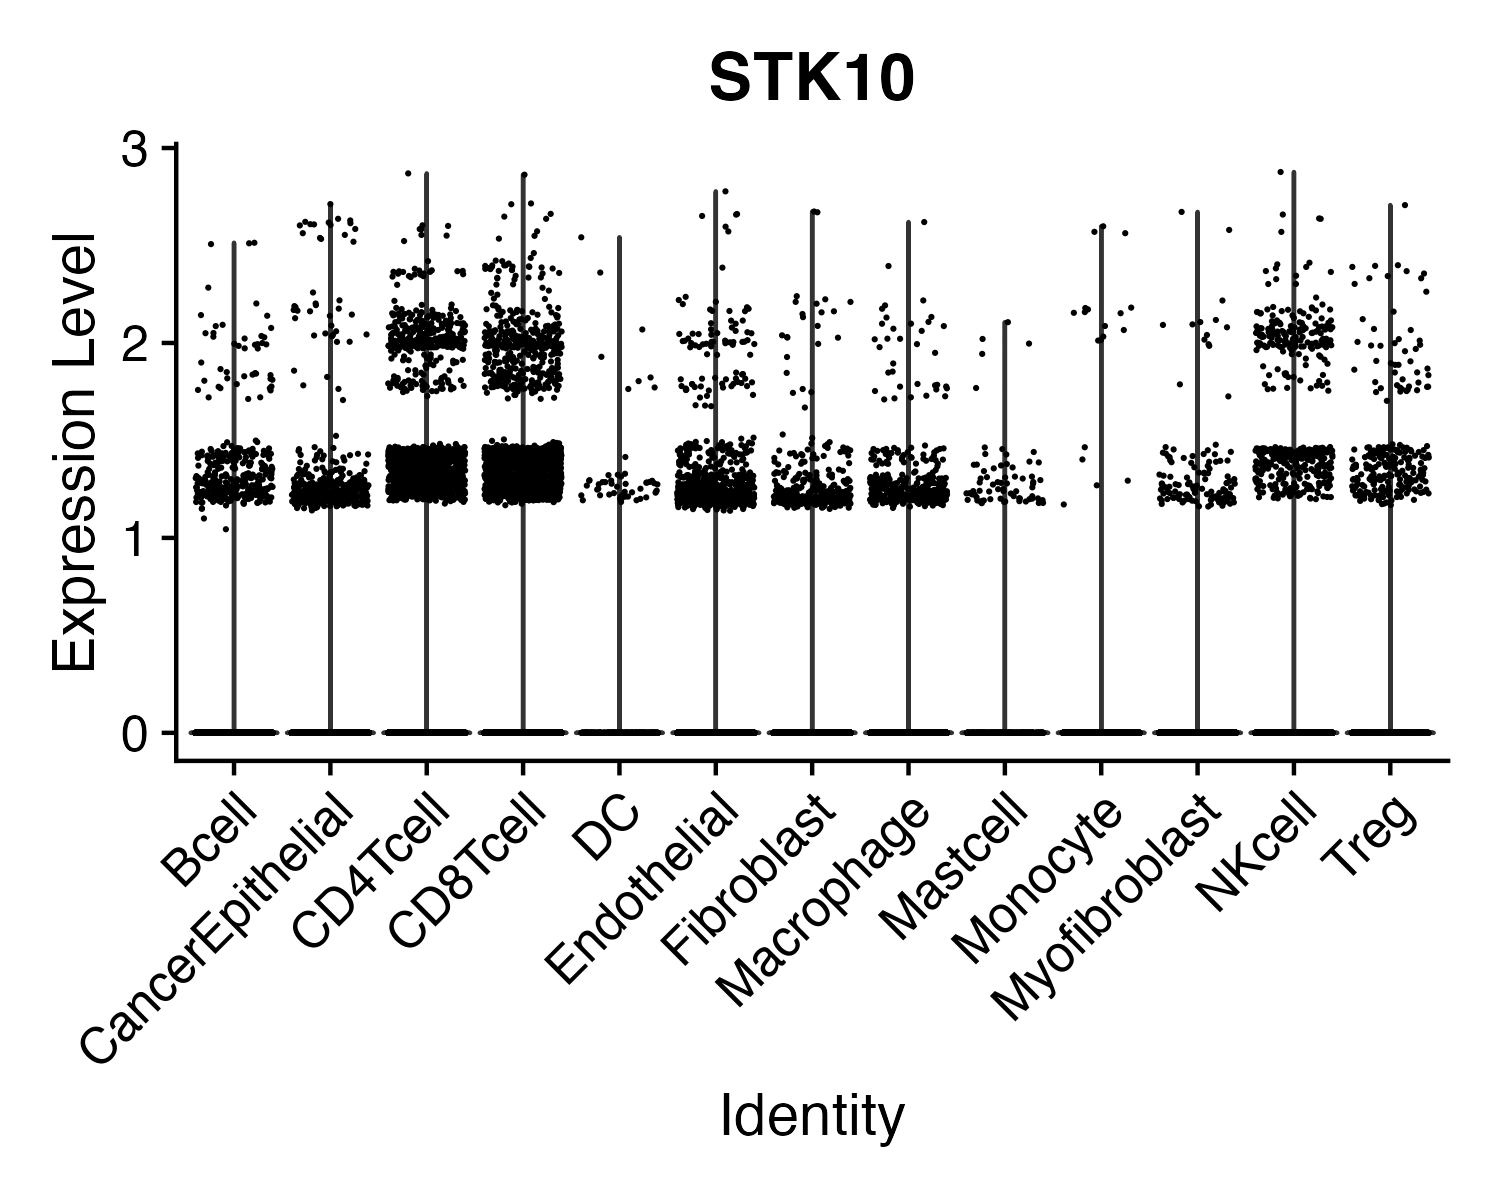 STK10
Expression Level
3
2
1
0
Bcell
CancerEpithelial
CD4Tcell
CD8Tcell
DC
Endothelial
Fibroblast
Macrophage
Mastcell
Monocyte
Myofibroblast
NKcell
Treg
Identity